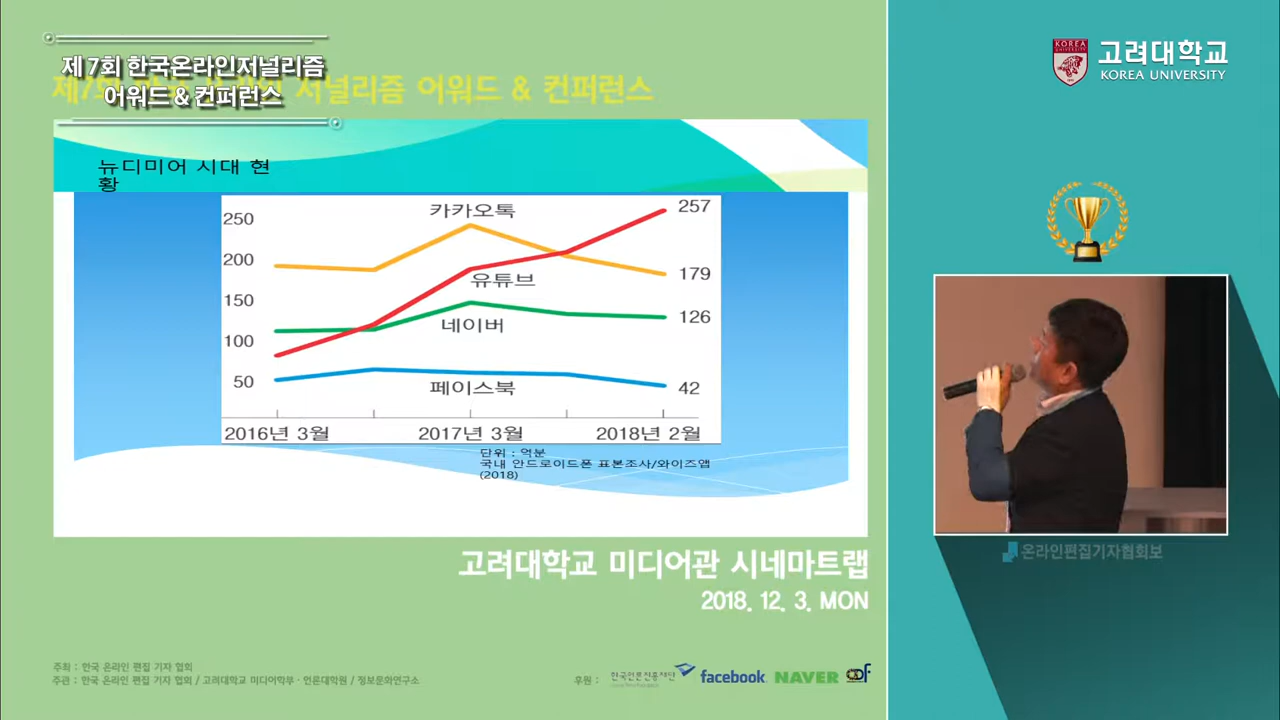 제 7회 한국온라인저널리즘
어워드 & 컨퍼런스
저널리즘 어워드 & 컨퍼런스
뉴디미어 시대 현
황
250
200
150
100
50
카카오톡
유튜브
네이버
페이스북
257
179
126
42
2016년 3월
2017년 3월
2018년 2월
단위 : 억분
국내 안드로이드폰 표본조사/와이즈앱
(2018)
고려대학교 미디어관 시네마트랩
2018. 12. 3. MON
주최 : 한국 온라인 편집 기자 협회
주관 : 한국 온라인 편집 기자 협회 / 고려대학교 미디어학부 · 언론대학원 / 정보문화연구소
후원 :
한국언론진흥재단
facebook
NAVER
KOREA
고려대학교
KOREA UNIVERSITY
온라인편집기자협회보